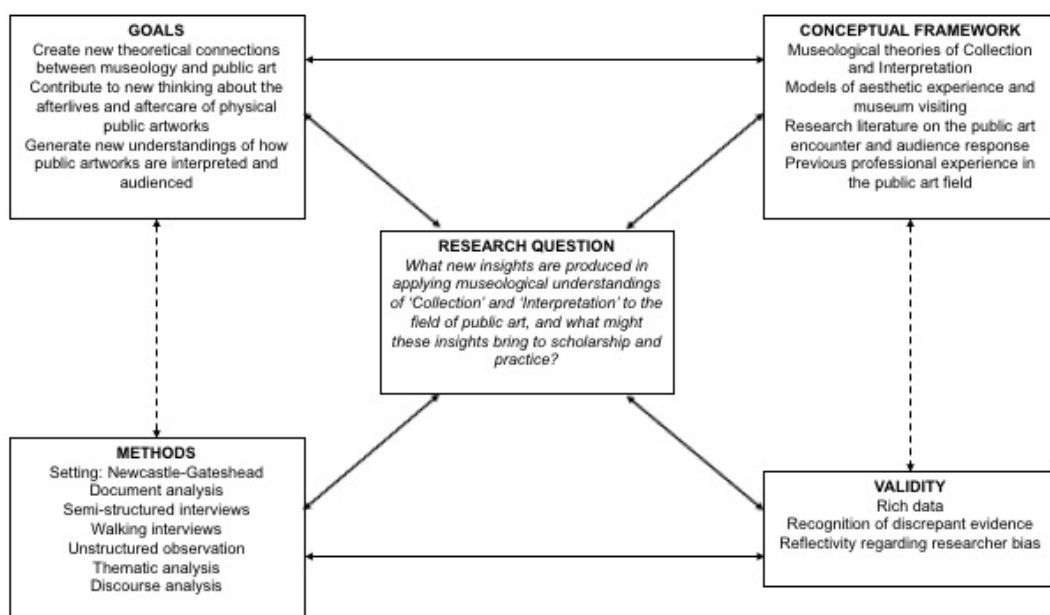 GOALS
Create new theoretical connections
between museology and public art
Contribute to new thinking about the
afterlives and aftercare of physical
public artworks
Generate new understandings of how
public artworks are interpreted and
audienced
CONCEPTUAL FRAMEWORK
Museological theories of Collection
and Interpretation
Models of aesthetic experience and
museum visiting
Research literature on the public art
encounter and audience response
Previous professional experience in
the public art field
RESEARCH QUESTION
What new insights are produced in
applying museological understandings
of ‘Collection’ and ‘Interpretation’ to the
field of public art, and what might
these insights bring to scholarship and
practice?
METHODS
Setting: Newcastle-Gateshead
Document analysis
Semi-structured interviews
Walking interviews
Unstructured observation
Thematic analysis
Discourse analysis
VALIDITY
Rich data
Recognition of discrepant evidence
Reflectivity regarding researcher bias